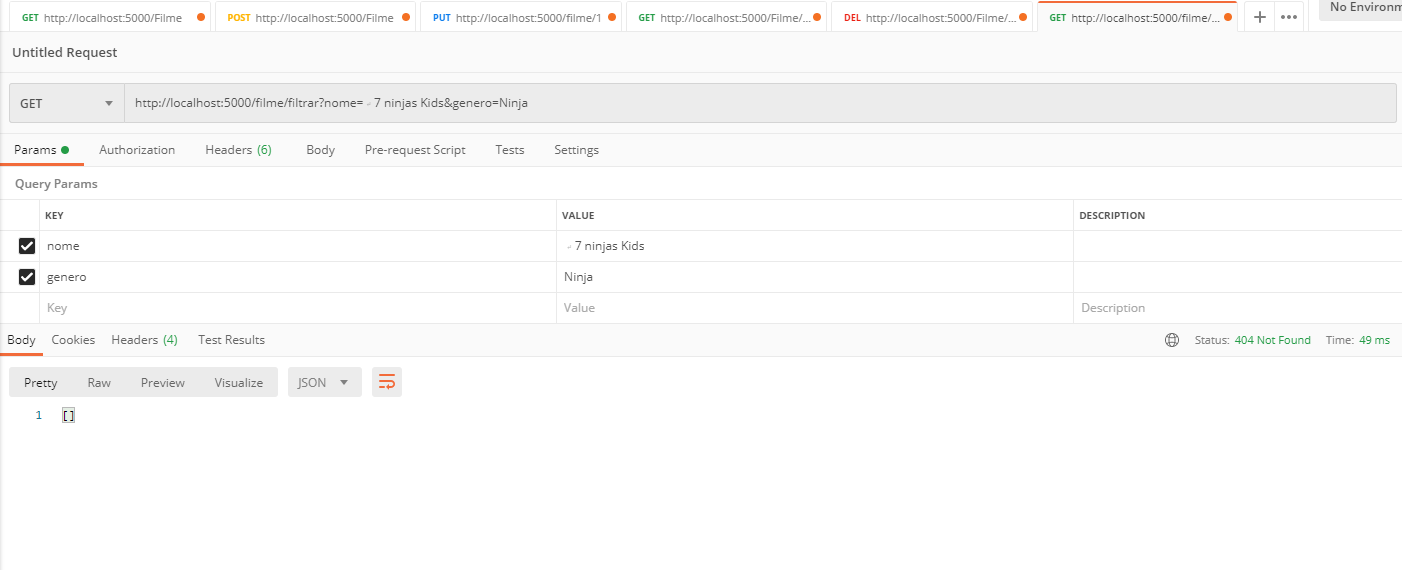 GET http://localhost:5000/Filme POST http://localhost:5000/Filme PUT http://localhost:5000/filme/1 GET http://localhost:5000/Filme/... DEL http://localhost:5000/Filme/... GET http://localhost:5000/filme/... + ••• No Environm
Untitled Request
GET http://localhost:5000/filme/filtrar?nome= ↵ 7 ninjas Kids&genero=Ninja
Params Authorization Headers (6) Body Pre-request Script Tests Settings
Query Params
KEY VALUE DESCRIPTION
nome ↵ 7 ninjas Kids
genero Ninja
Key Value Description
Body Cookies Headers (4) Test Results Status: 404 Not Found Time: 49 ms
Pretty Raw Preview Visualize JSON
1 []